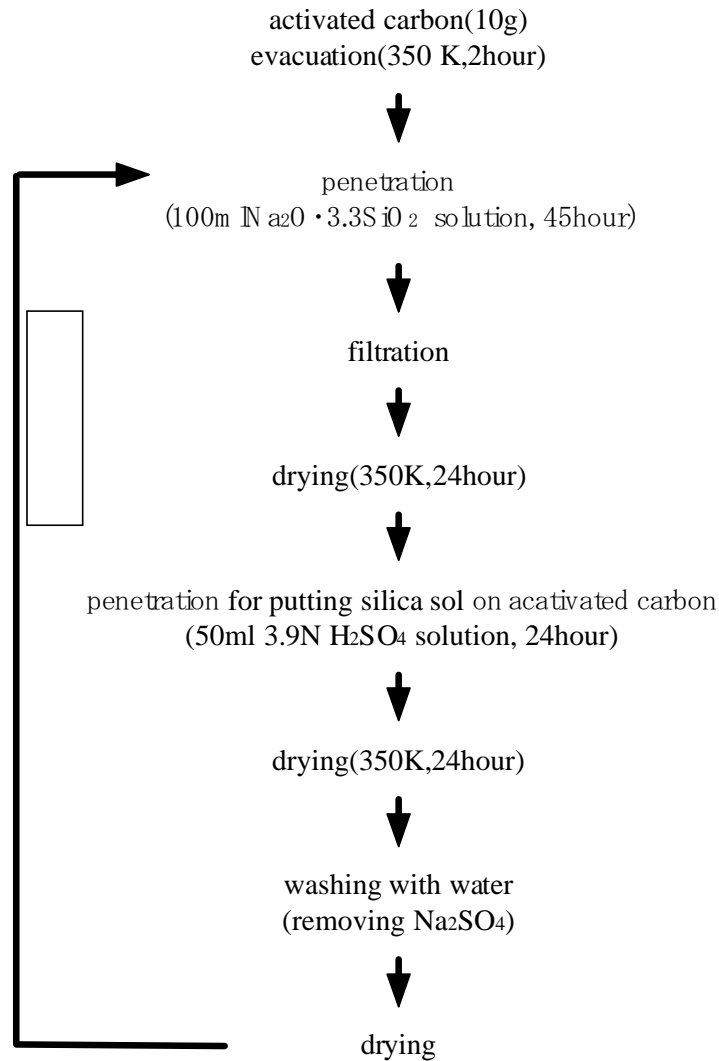 activated carbon(10g)
evacuation(350 K,2hour)
penetration
(100ml Na₂O・3.3SiO₂ solution, 45hour)
filtration
drying(350K,24hour)
penetration for putting silica sol on acativated carbon
(50ml 3.9N H₂SO₄ solution, 24hour)
drying(350K,24hour)
washing with water
(removing Na₂SO₄)
drying